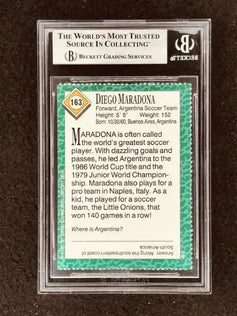 THE WORLD'S MOST TRUSTED
SOURCE IN COLLECTING™
BECKETT GRADING SERVICES
BECKETT
163
DIEGO MARADONA
Forward, Argentina Soccer Team
Height: 5' 5" Weight: 152
Born: 10/30/60, Buenos Aires, Argentina
MARADONA is often called
the world's greatest soccer
player. With dazzling goals and
passes, he led Argentina to the
1986 World Cup title and the
1979 Junior World Champion-
ship. Maradona also plays for a
pro team in Naples, Italy. As a
kid, he played for a soccer
team, the Little Onions, that
won 140 games in a row!
Where is Argentina?
Answer: Along the southeastern coast of
South America